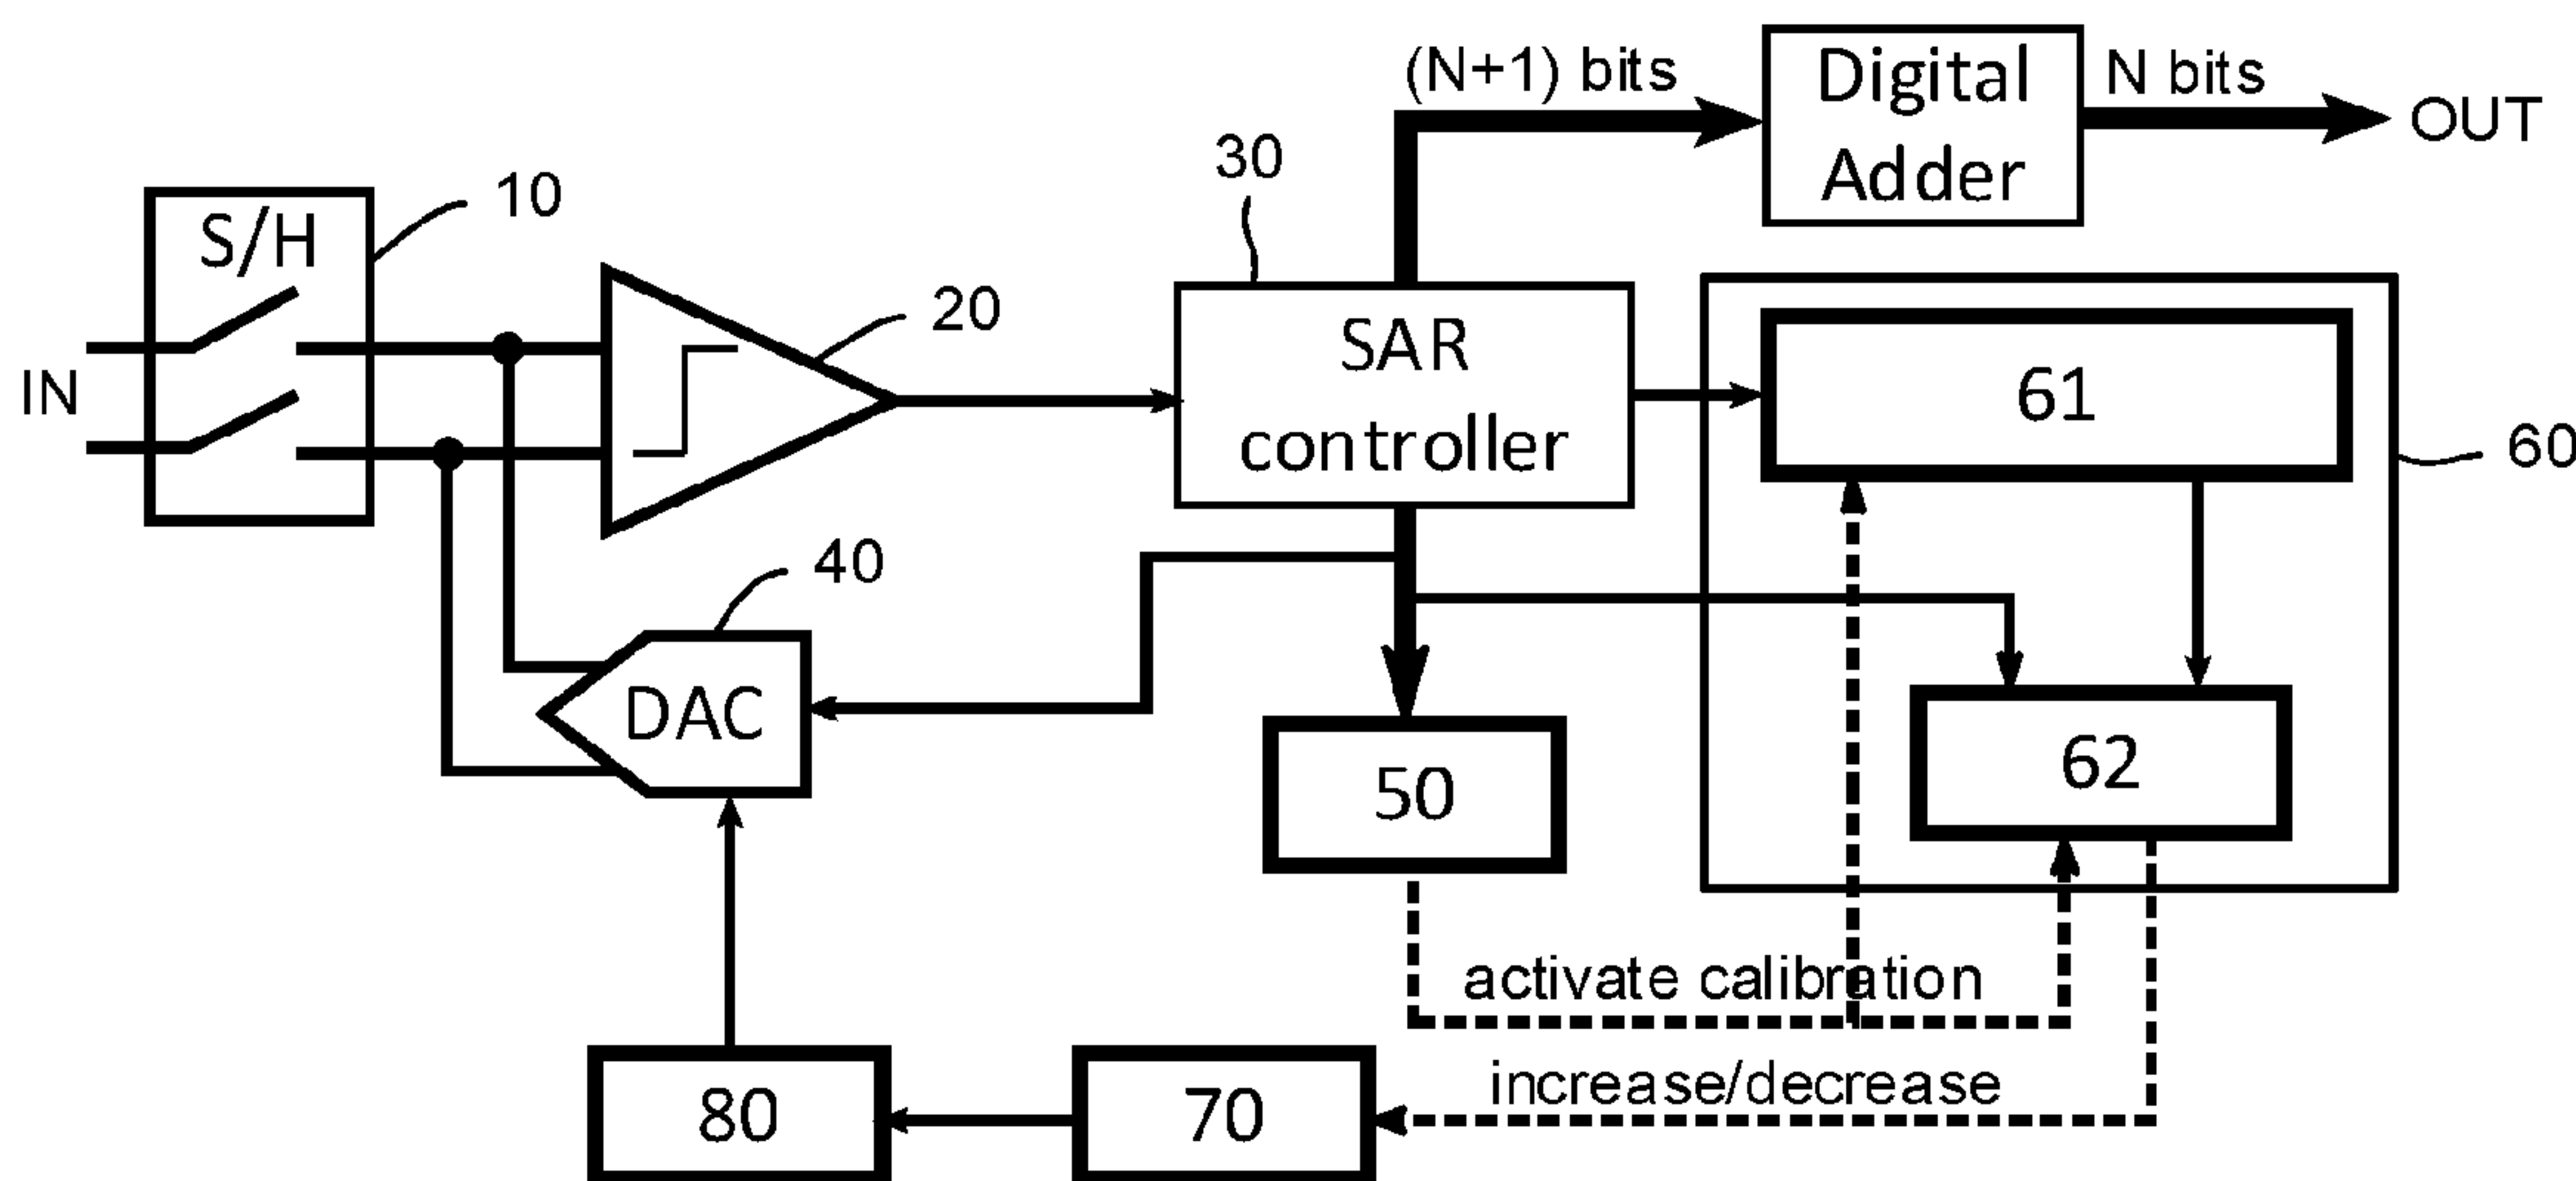 (N+1) bits
Digital
Adder
N bits
OUT
30
10
S/H
20
SAR
controller
61
IN
60
40
DAC
62
50
activate calibration
increase/decrease
80
70